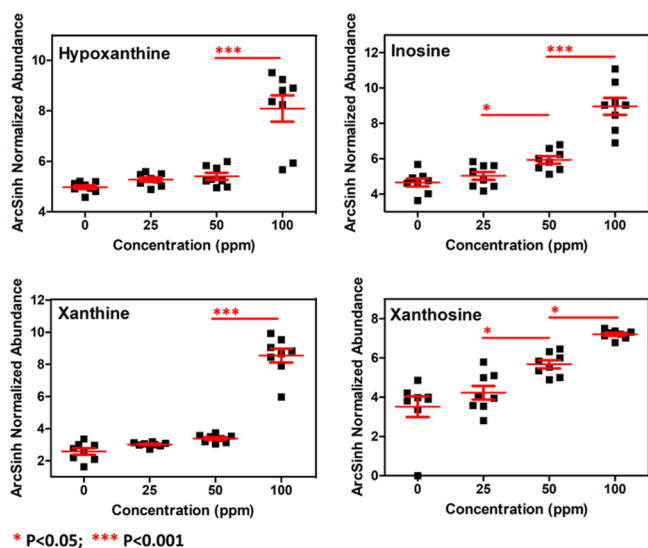 Hypoxanthine
***
ArcSinh Normalized Abundance
10
8
6
4
0 25 50 100
Concentration (ppm)
Inosine
***
*
ArcSinh Normalized Abundance
12
10
8
6
4
0 25 50 100
Concentration (ppm)
Xanthine
***
ArcSinh Normalized Abundance
12
10
8
6
4
2
0 25 50 100
Concentration (ppm)
Xanthosine
*
*
ArcSinh Normalized Abundance
8
6
4
2
0
0 25 50 100
Concentration (ppm)
* P<0.05; *** P<0.001